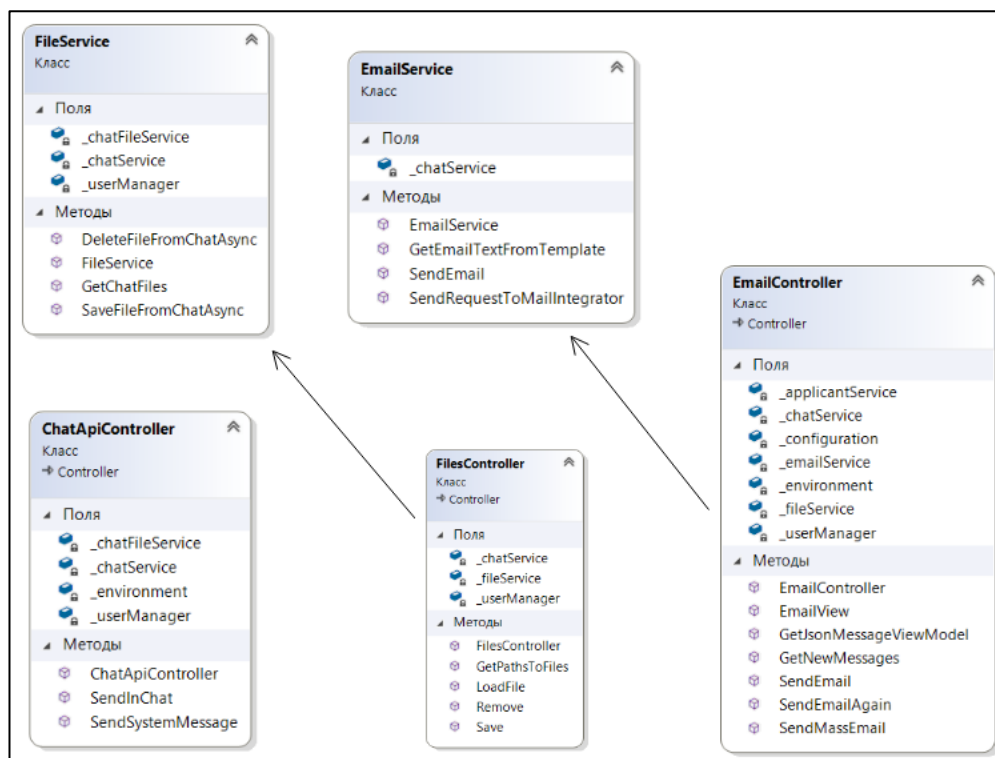 FileService
Класс
Поля
_chatFileService
_chatService
_userManager
Методы
DeleteFileFromChatAsync
FileService
GetChatFiles
SaveFileFromChatAsync
EmailService
Класс
Поля
_chatService
Методы
EmailService
GetEmailTextFromTemplate
SendEmail
SendRequestToMailIntegrator
EmailController
Класс
Controller
Поля
_applicantService
_chatService
_configuration
_emailService
_environment
_fileService
_userManager
Методы
EmailController
EmailView
GetJsonMessageViewModel
GetNewMessages
SendEmail
SendEmailAgain
SendMassEmail
ChatApiController
Класс
Controller
Поля
_chatFileService
_chatService
_environment
_userManager
Методы
ChatApiController
SendInChat
SendSystemMessage
FilesController
Класс
Controller
Поля
_chatService
_fileService
_userManager
Методы
FilesController
GetPathsToFiles
LoadFile
Remove
Save